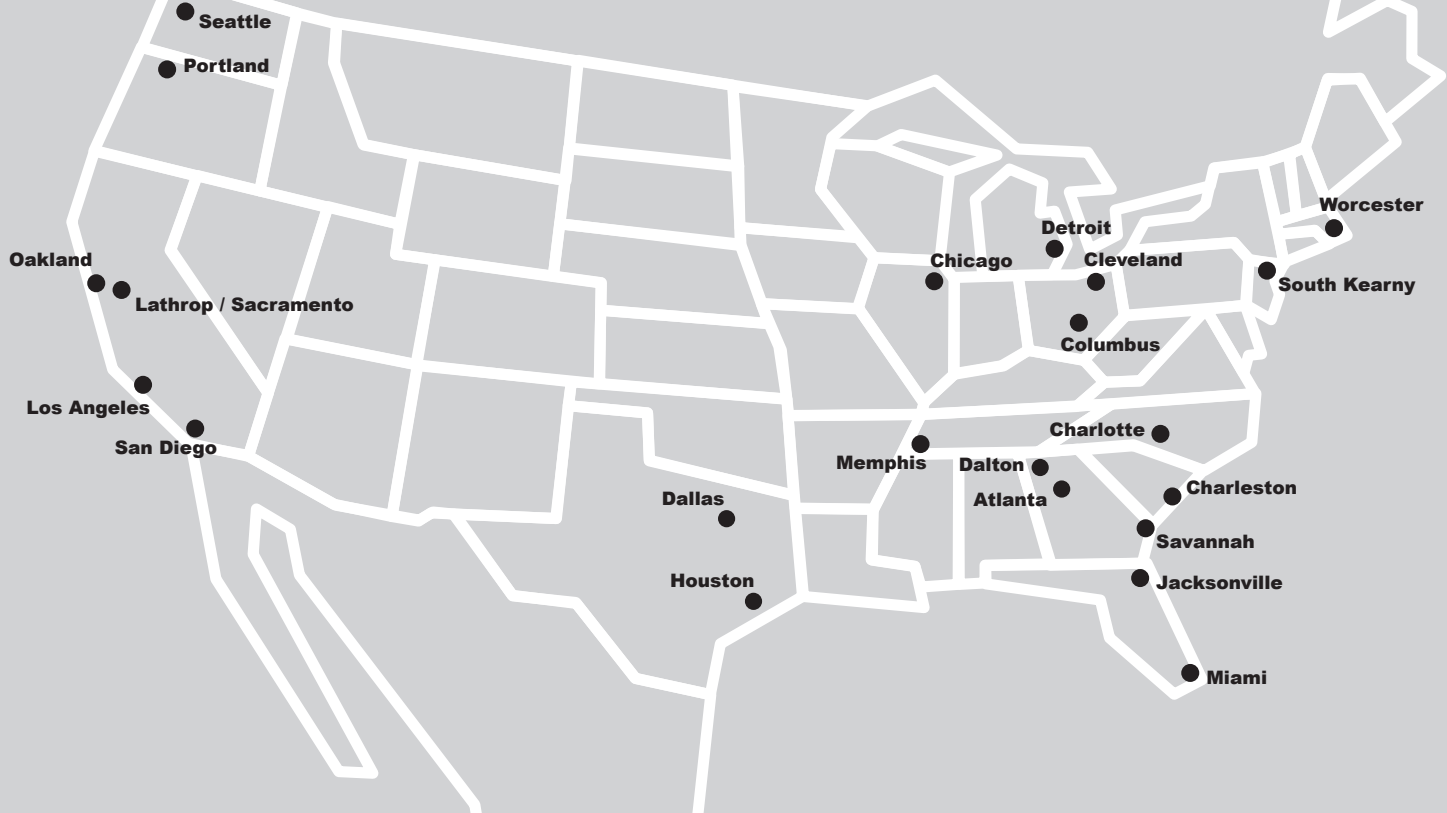 Seattle
Portland
Worcester
Detroit
Oakland
Chicago
Cleveland
South Kearny
Lathrop / Sacramento
Columbus
Los Angeles
Charlotte
San Diego
Memphis
Dalton
Charleston
Dallas
Atlanta
Savannah
Houston
Jacksonville
Miami